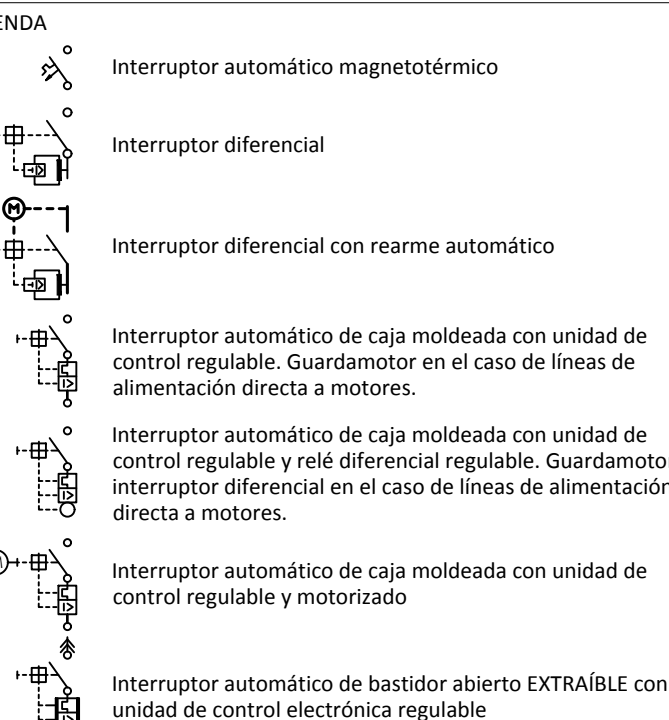 ENDA
Interruptor automático magnetotérmico
Interruptor diferencial
M
Interruptor diferencial con rearme automático
Interruptor automático de caja moldeada con unidad de
control regulable. Guardamotor en el caso de líneas de
alimentación directa a motores.
Interruptor automático de caja moldeada con unidad de
control regulable y relé diferencial regulable. Guardamotor
interruptor diferencial en el caso de líneas de alimentación
directa a motores.
Interruptor automático de caja moldeada con unidad de
control regulable y motorizado
Interruptor automático de bastidor abierto EXTRAÍBLE con
unidad de control electrónica regulable